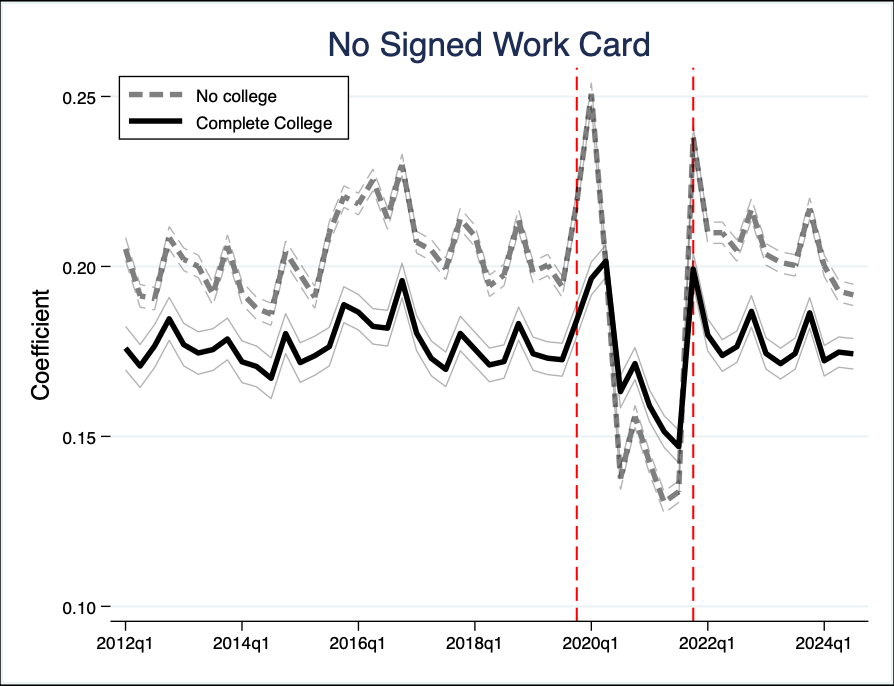 No Signed Work Card
No college
Complete College
Coefficient
0.25
0.20
0.15
0.10
2012q1 2014q1 2016q1 2018q1 2020q1 2022q1 2024q1